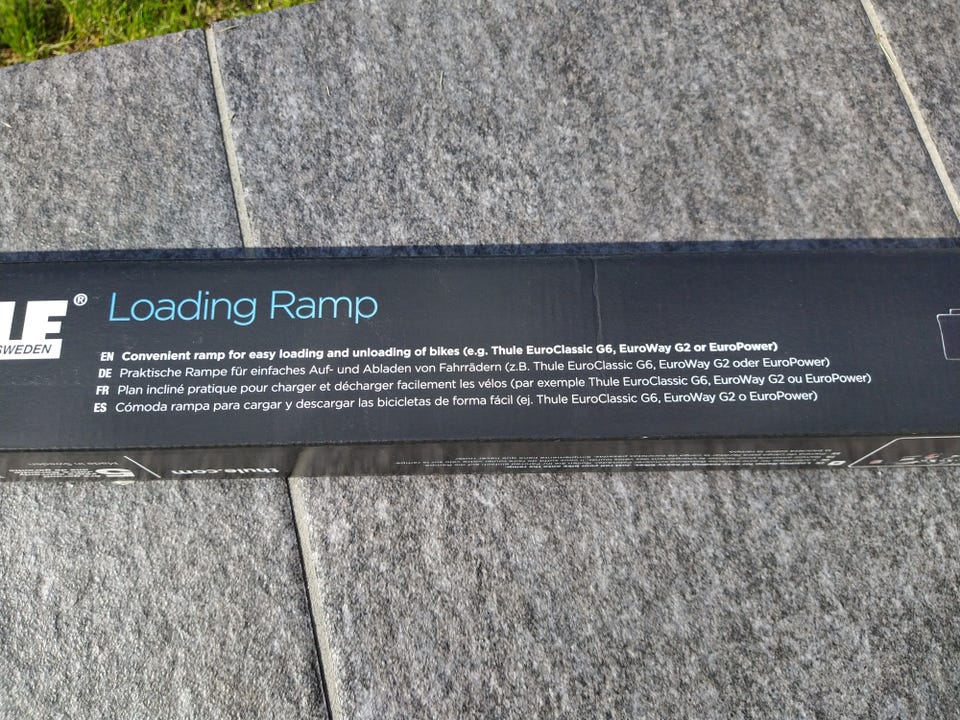 LE®
SWEDEN
Loading Ramp
EN Convenient ramp for easy loading and unloading of bikes (e.g. Thule EuroClassic G6, EuroWay G2 or EuroPower)
DE Praktische Rampe für einfaches Auf- und Abladen von Fahrrädern (z.B. Thule EuroClassic G6, EuroWay G2 oder EuroPower)
FR Plan incliné pratique pour charger et décharger facilement les vélos (par exemple Thule EuroClassic G6, EuroWay G2 ou EuroPower)
ES Cómoda rampa para cargar y descargar las bicicletas de forma fácil (ej. Thule EuroClassic G6, EuroWay G2 o EuroPower)
thule.com